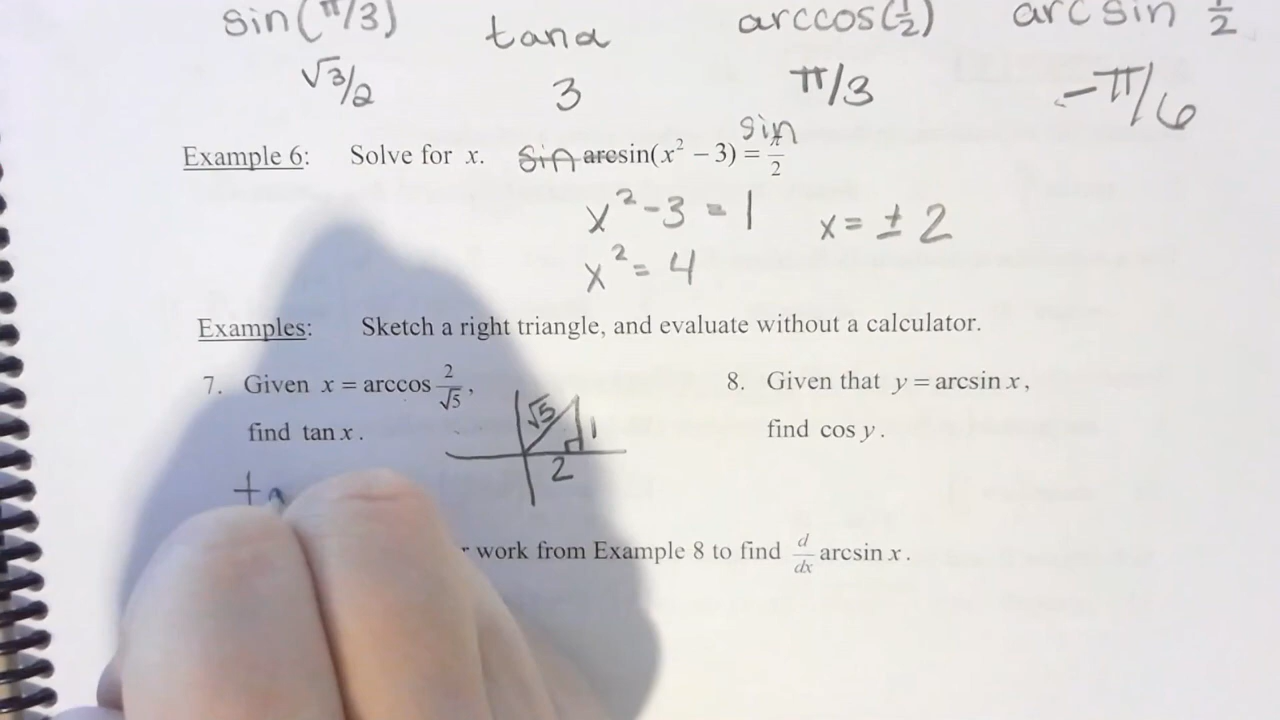 sin(π/3) tanα arccos(½) arcsin ½
√3/2 3 π/3 -π/6
sin
Example 6: Solve for x. sin arcsin(x² – 3) = π/2
x² - 3 = 1 x = ± 2
x² = 4
Examples: Sketch a right triangle, and evaluate without a calculator.
7. Given x = arccos 2/√5, √5 1 2
find tan x.
8. Given that y = arcsin x,
find cos y.
work from Example 8 to find d/dx arcsin x.